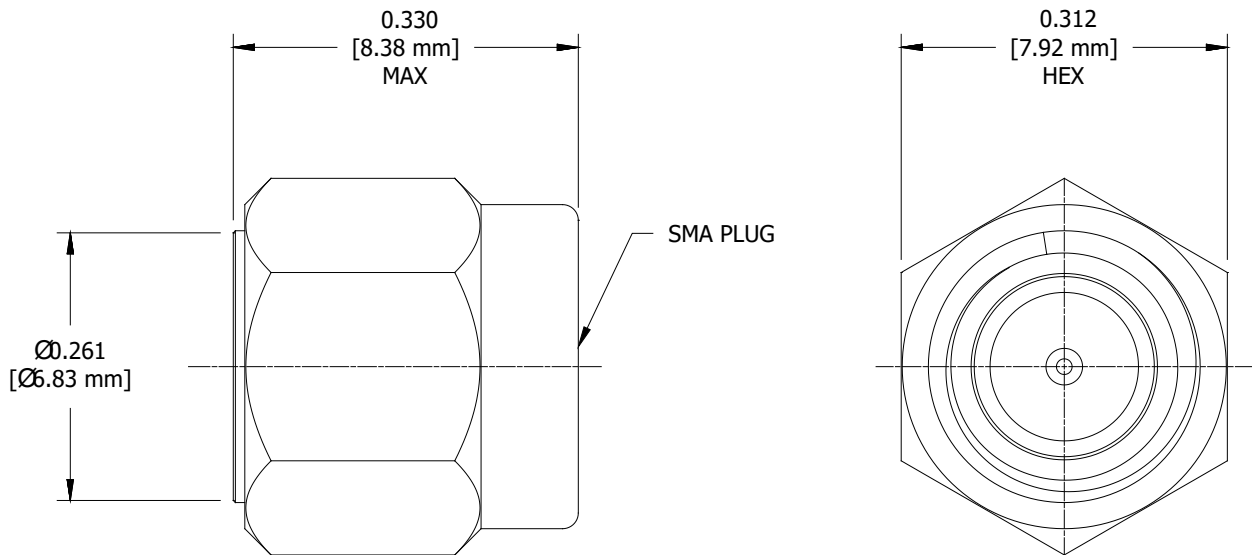 0.330
[8.38 mm]
MAX
0.312
[7.92 mm]
HEX
SMA PLUG
Ø0.261
[Ø6.83 mm]